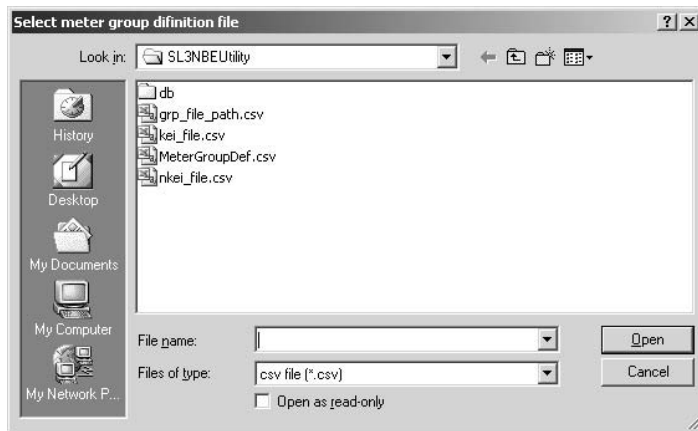 Select meter group difinition file
Look in: SL3NBEUtility
History
Desktop
My Documents
My Computer
My Network P...
db
grp_file_path.csv
kei_file.csv
MeterGroupDef.csv
nkei_file.csv
File name:
Open
Files of type: csv file (*.csv)
Cancel
Open as read-only